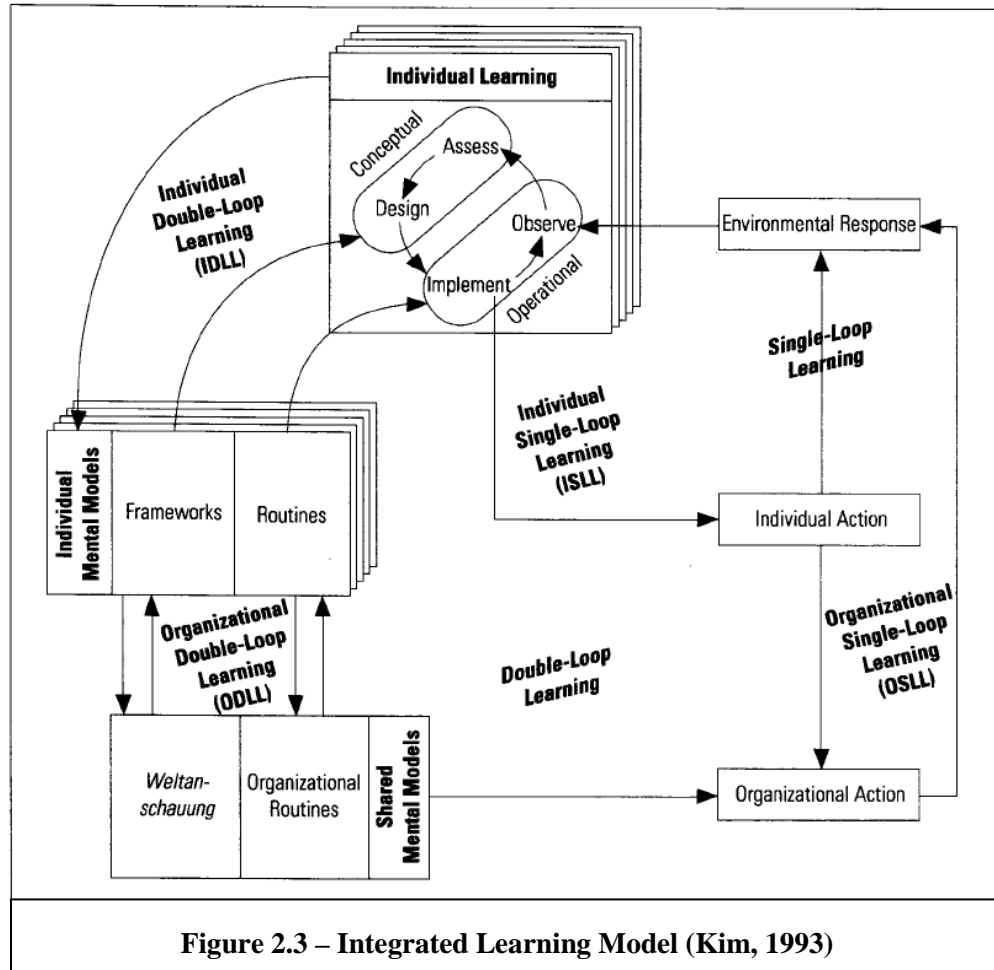 Individual Learning
Conceptual
Assess
Design
Observe
Implement
Operational
Individual
Double-Loop
Learning
(IDLL)
Environmental Response
Single-Loop
Learning
Individual
Single-Loop
Learning
(ISLL)
Individual
Mental Models
Frameworks
Routines
Individual Action
Organizational
Double-Loop
Learning
(ODLL)
Double-Loop
Learning
Organizational
Single-Loop
Learning
(OSLL)
Weltan-
schauung
Organizational
Routines
Shared
Mental Models
Organizational Action
Figure 2.3 – Integrated Learning Model (Kim, 1993)